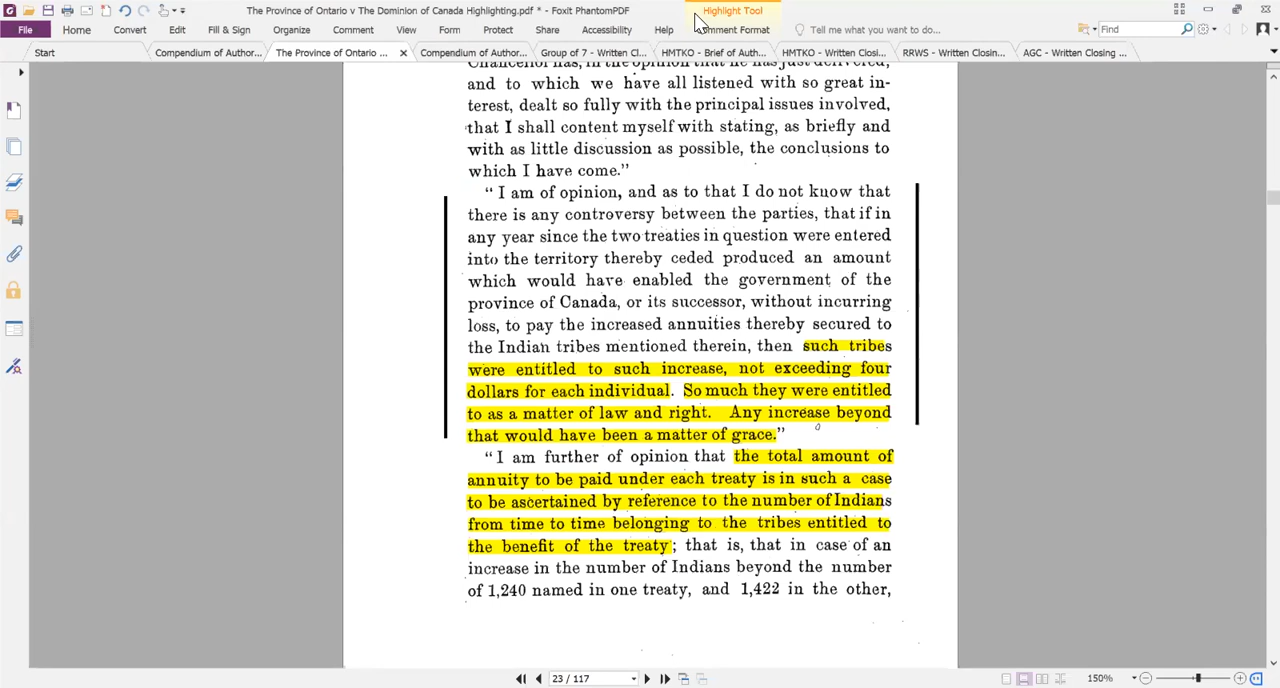 The Province of Ontario v The Dominion of Canada Highlighting.pdf * - Foxit PhantomPDF
Highlight Tool
File Home Convert Edit Fill & Sign Organize Comment View Form Protect Share Accessibility Help Comment Format Tell me what you want to do... Find
Start Compendium of Author... The Province of Ontario ... Compendium of Author... Group of 7 - Written Cl... HMTKO - Brief of Auth... HMTKO - Written Closi... RRWS - Written Closin... AGC - Written Closing ...
Chancellor has, in the opinion that he has just delivered,
and to which we have all listened with so great in-
terest, dealt so fully with the principal issues involved,
that I shall content myself with stating, as briefly and
with as little discussion as possible, the conclusions to
which I have come."
" I am of opinion, and as to that I do not know that
there is any controversy between the parties, that if in
any year since the two treaties in question were entered
into the territory thereby ceded produced an amount
which would have enabled the government of the
province of Canada, or its successor, without incurring
loss, to pay the increased annuities thereby secured to
the Indian tribes mentioned therein, then such tribes
were entitled to such increase, not exceeding four
dollars for each individual. So much they were entitled
to as a matter of law and right. Any increase beyond
that would have been a matter of grace."
"I am further of opinion that the total amount of
annuity to be paid under each treaty is in such a case
to be ascertained by reference to the number of Indians
from time to time belonging to the tribes entitled to
the benefit of the treaty; that is, that in case of an
increase in the number of Indians beyond the number
of 1,240 named in one treaty, and 1,422 in the other,
23 / 117
150%